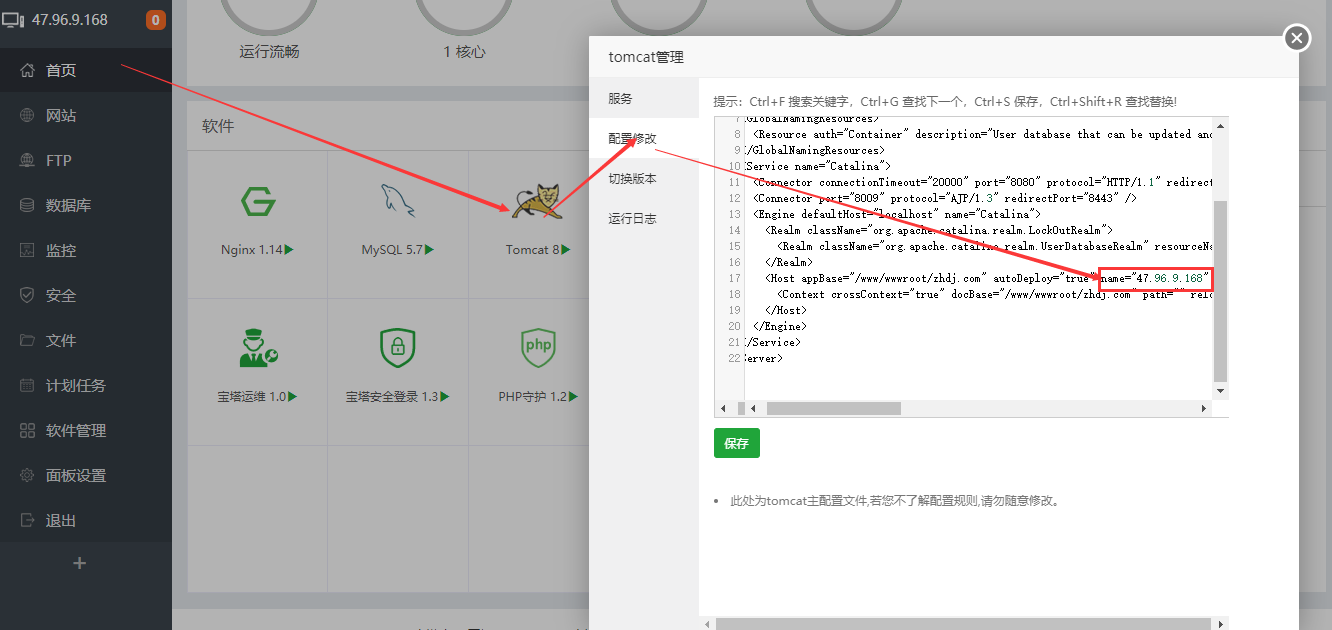 47.96.9.168
0
首页
网站
FTP
数据库
监控
安全
文件
计划任务
软件管理
面板设置
退出
+
运行流畅
1 核心
软件
Nginx 1.14
MySQL 5.7
Tomcat 8
宝塔运维 1.0
宝塔安全登录 1.3
php
PHP守护 1.2
tomcat管理
服务
配置修改
切换版本
运行日志
提示：Ctrl+F 搜索关键字，Ctrl+G 查找下一个，Ctrl+S 保存，Ctrl+Shift+R 查找替换!
7 GlobalNamingResources>
8 <Resource auth="Container" description="User database that can be updated and
9 /GlobalNamingResources>
10 Service name="Catalina">
11 <Connector connectionTimeout="20000" port="8080" protocol="HTTP/1.1" redirect
12 <Connector port="8009" protocol="AJP/1.3" redirectPort="8443" />
13 <Engine defaultHost="localhost" name="Catalina">
14 <Realm className="org.apache.catalina.realm.LockOutRealm">
15 <Realm className="org.apache.catalina.realm.UserDatabaseRealm" resourceNa
16 </Realm>
17 <Host appBase="/www/wwwroot/zhdj.com" autoDeploy="true" name="47.96.9.168"
18 <Context crossContext="true" docBase="/www/wwwroot/zhdj.com" path="" relo
19 </Host>
20 </Engine>
21 /Service>
22 Server>
保存
此处为tomcat主配置文件,若您不了解配置规则,请勿随意修改。